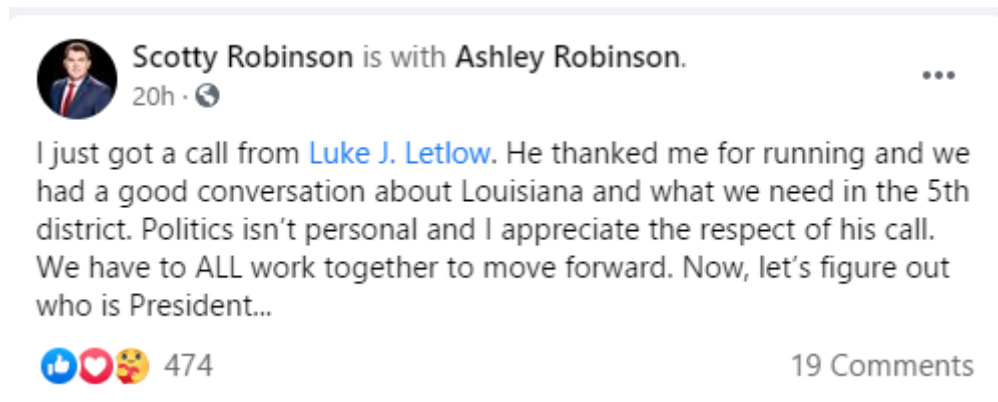 Scotty Robinson is with Ashley Robinson.
20h ·
I just got a call from Luke J. Letlow. He thanked me for running and we
had a good conversation about Louisiana and what we need in the 5th
district. Politics isn’t personal and I appreciate the respect of his call.
We have to ALL work together to move forward. Now, let’s figure out
who is President...
474
19 Comments